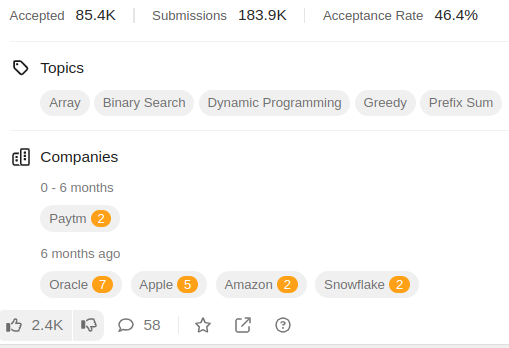 Accepted 85.4K Submissions 183.9K Acceptance Rate 46.4%
Topics
Array Binary Search Dynamic Programming Greedy Prefix Sum
Companies
0 - 6 months
Paytm 2
6 months ago
Oracle 7 Apple 5 Amazon 2 Snowflake 2
2.4K 58